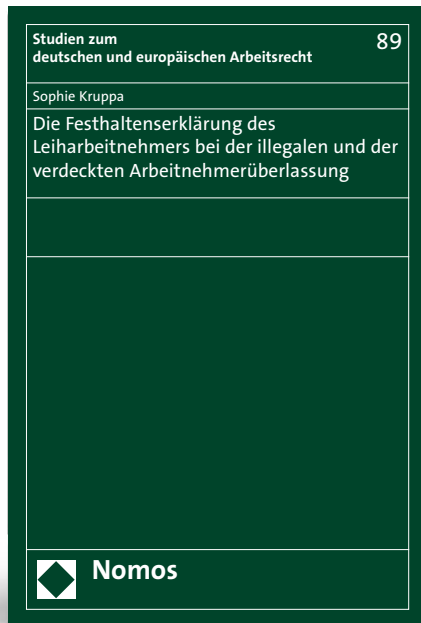 Studien zum
deutschen und europäischen Arbeitsrecht
89
Sophie Kruppa
Die Festhaltenserklärung des
Leiharbeitnehmers bei der illegalen und der
verdeckten Arbeitnehmerüberlassung
Nomos